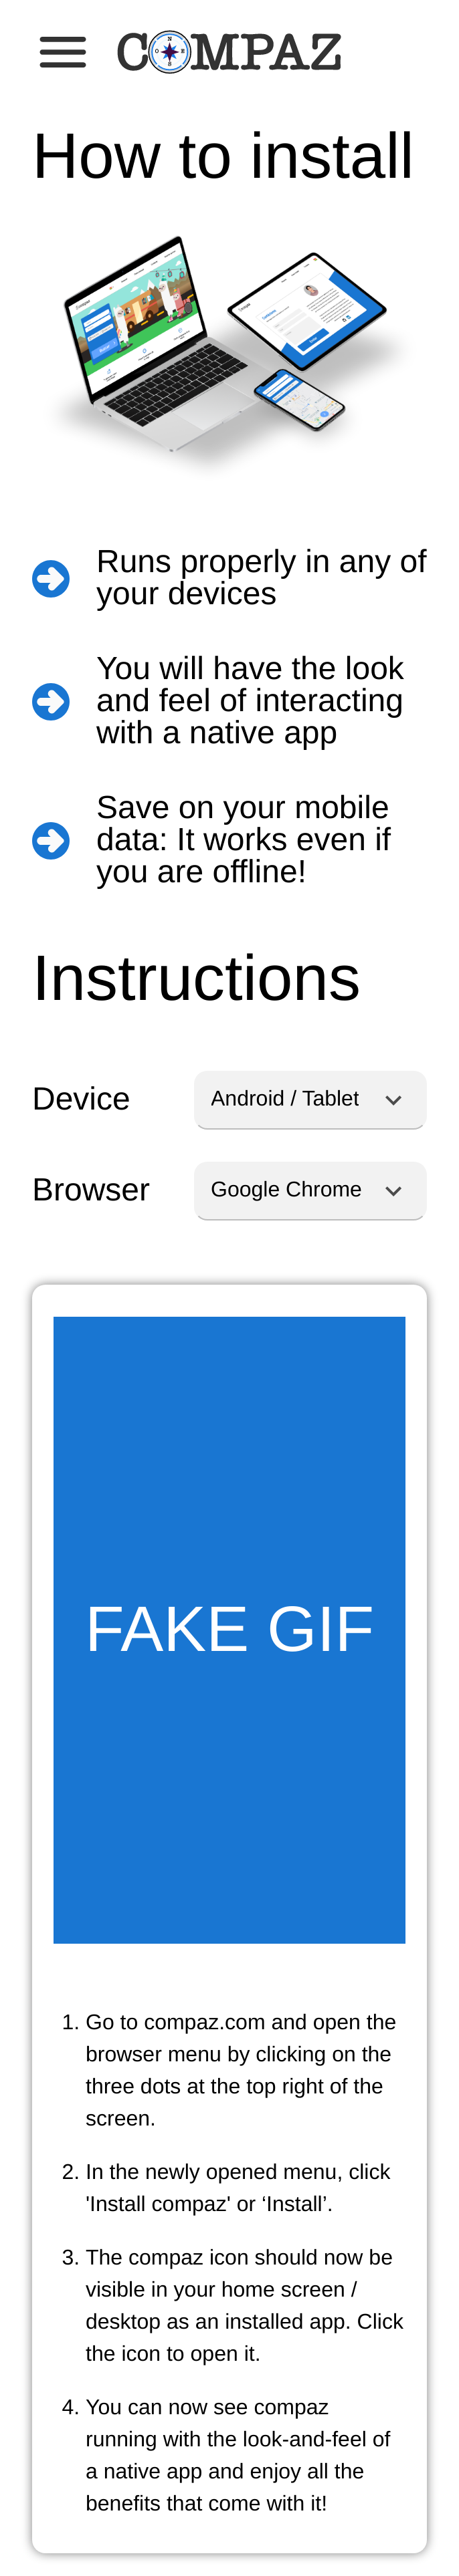 COMPAZ
How to install
Runs properly in any of
your devices
You will have the look
and feel of interacting
with a native app
Save on your mobile
data: It works even if
you are offline!
Instructions
Device
Android / Tablet
Browser
Google Chrome
FAKE GIF
1. Go to compaz.com and open the
browser menu by clicking on the
three dots at the top right of the
screen.
2. In the newly opened menu, click
'Install compaz' or ‘Install’.
3. The compaz icon should now be
visible in your home screen /
desktop as an installed app. Click
the icon to open it.
4. You can now see compaz
running with the look-and-feel of
a native app and enjoy all the
benefits that come with it!